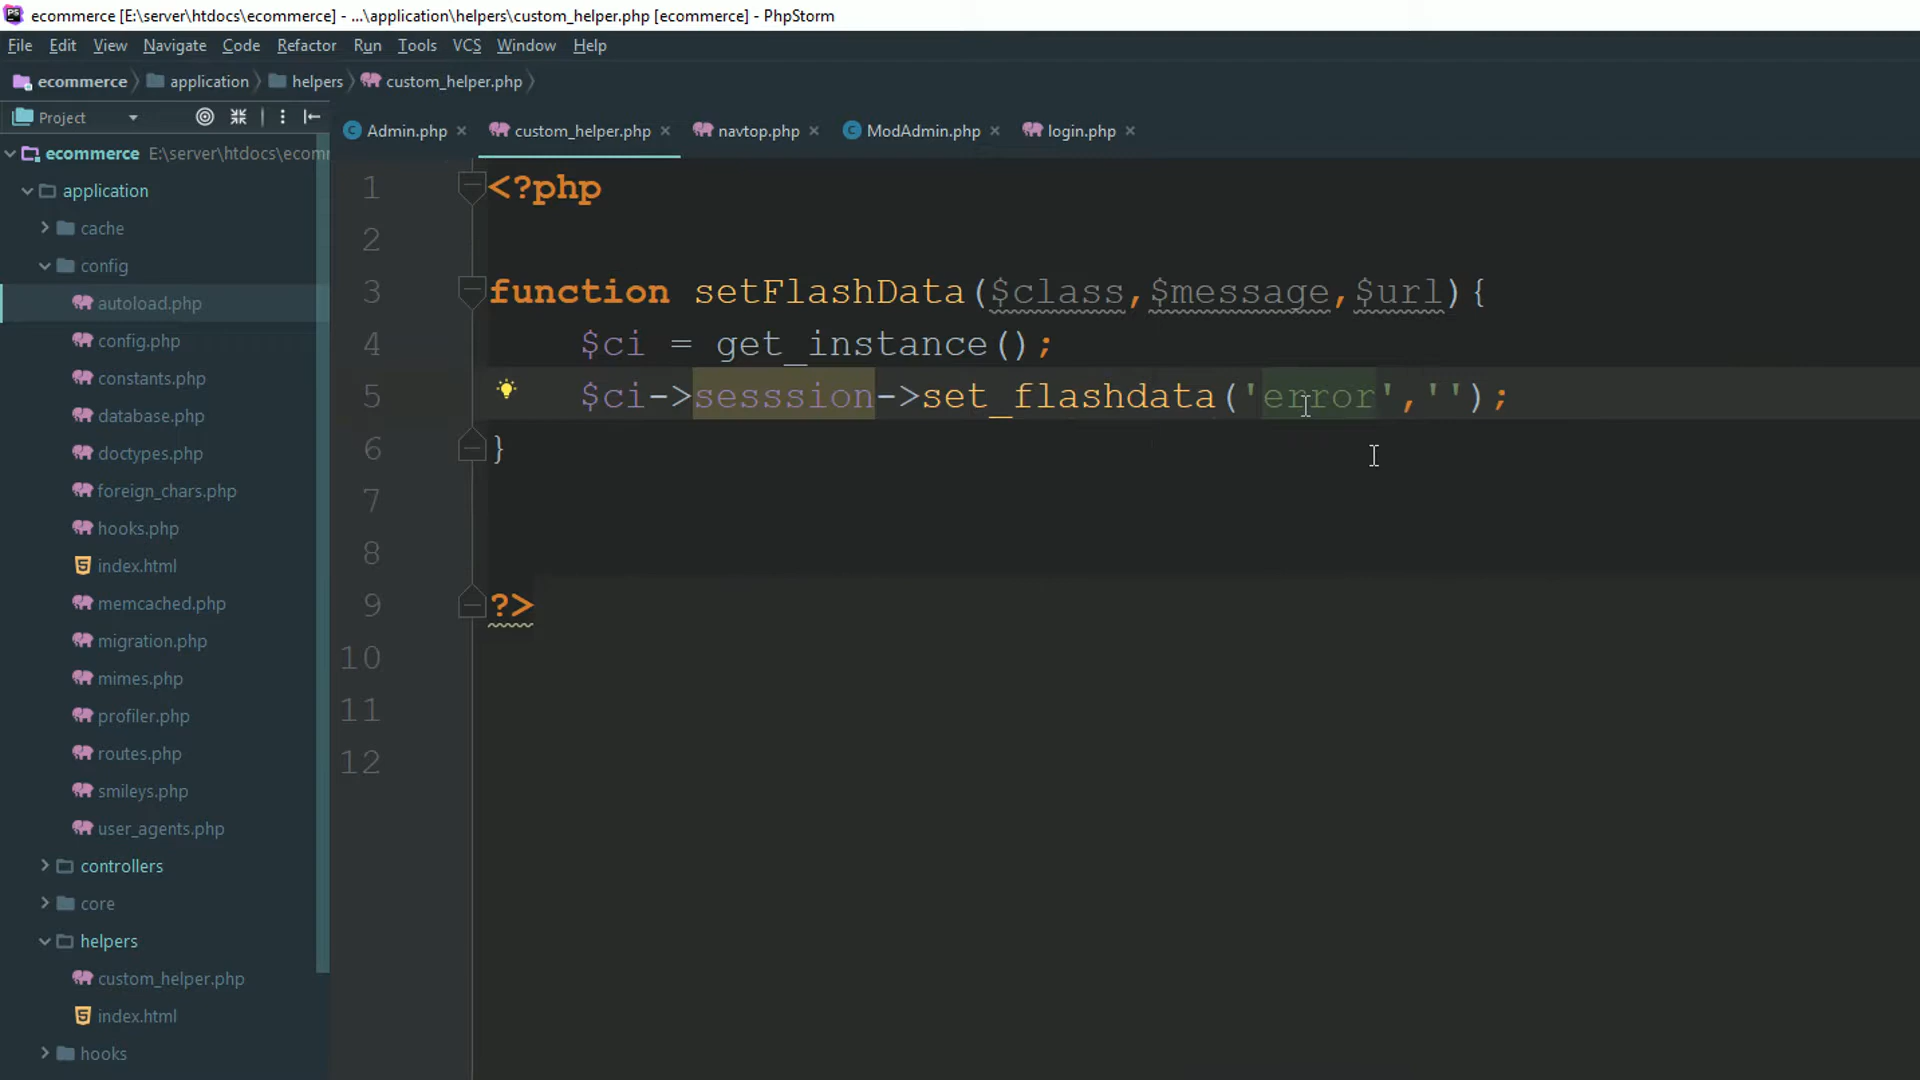 ecommerce [E:\server\htdocs\ecommerce] - ...\application\helpers\custom_helper.php [ecommerce] - PhpStorm
File Edit View Navigate Code Refactor Run Tools VCS Window Help
ecommerce application helpers custom_helper.php
Project
Admin.php custom_helper.php navtop.php ModAdmin.php login.php
ecommerce E:\server\htdocs\ecomm
application
cache
config
autoload.php
config.php
constants.php
database.php
doctypes.php
foreign_chars.php
hooks.php
index.html
memcached.php
migration.php
mimes.php
profiler.php
routes.php
smileys.php
user_agents.php
controllers
core
helpers
custom_helper.php
index.html
hooks
1 <?php
2
3 function setFlashData($class,$message,$url){
4 $ci = get_instance();
5 $ci->sesssion->set_flashdata('error','');
6 }
7
8
9 ?>
10
11
12